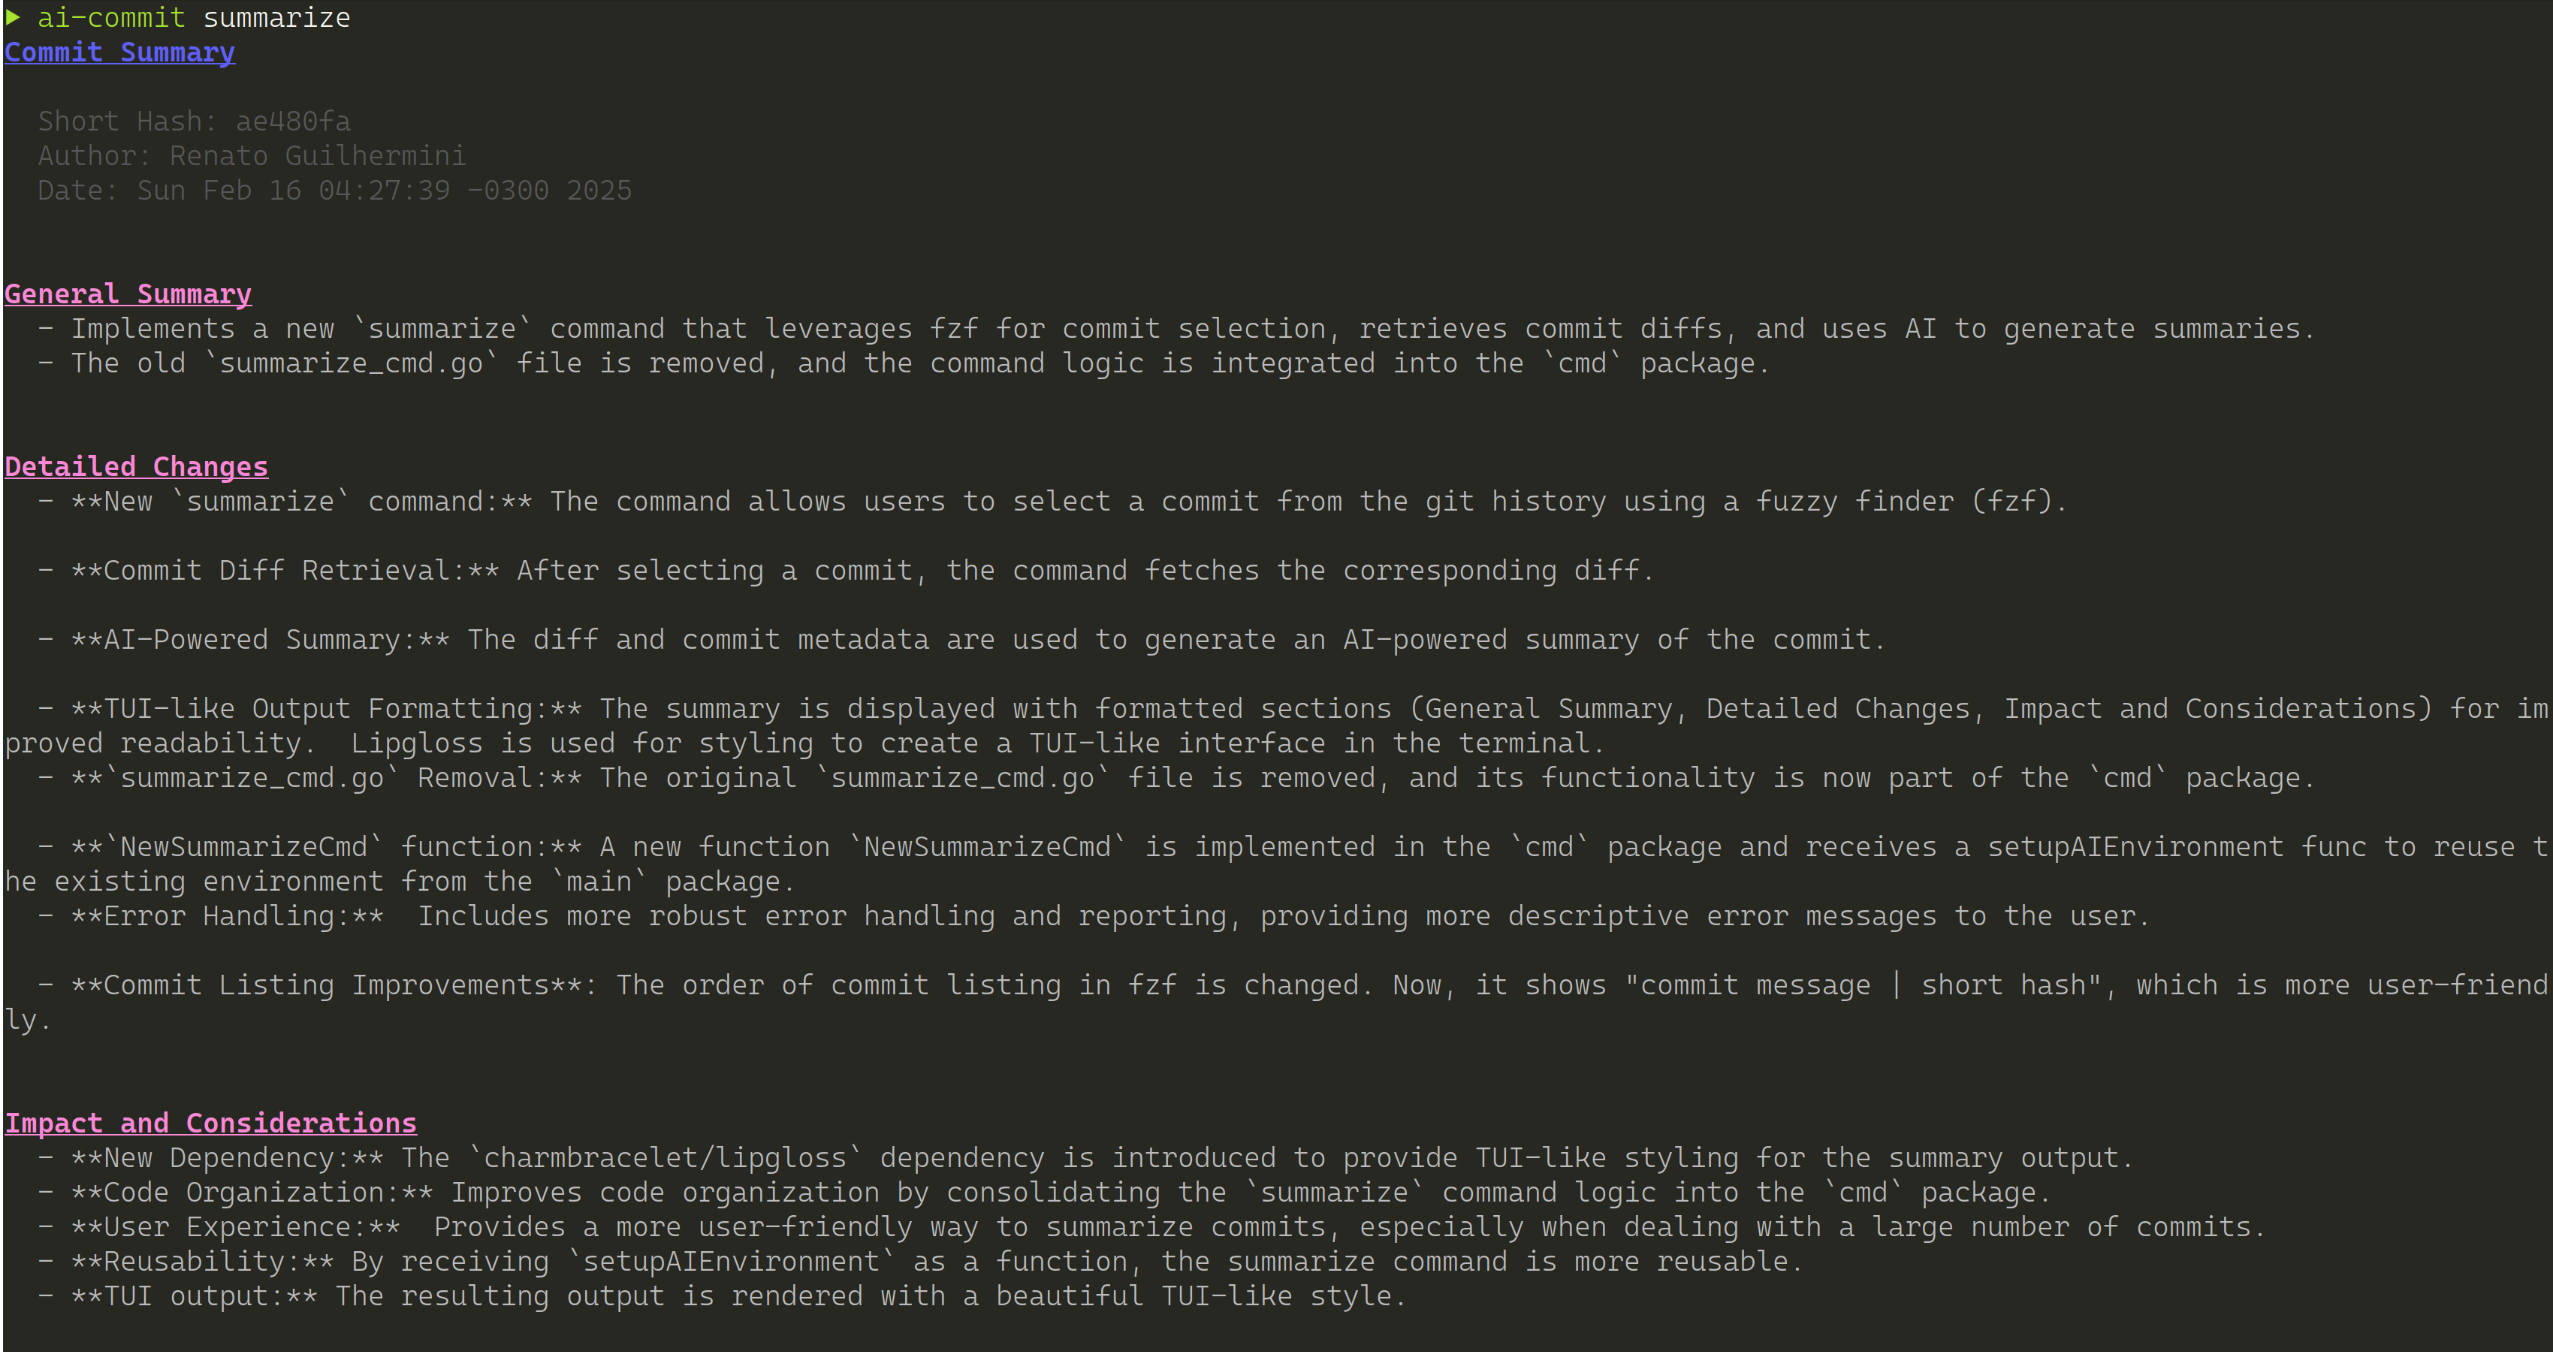 ▶ ai-commit summarize
Commit Summary
Short Hash: ae480fa
Author: Renato Guilhermini
Date: Sun Feb 16 04:27:39 -0300 2025
General Summary
- Implements a new `summarize` command that leverages fzf for commit selection, retrieves commit diffs, and uses AI to generate summaries.
- The old `summarize_cmd.go` file is removed, and the command logic is integrated into the `cmd` package.
Detailed Changes
- **New `summarize` command:** The command allows users to select a commit from the git history using a fuzzy finder (fzf).
- **Commit Diff Retrieval:** After selecting a commit, the command fetches the corresponding diff.
- **AI-Powered Summary:** The diff and commit metadata are used to generate an AI-powered summary of the commit.
- **TUI-like Output Formatting:** The summary is displayed with formatted sections (General Summary, Detailed Changes, Impact and Considerations) for im
proved readability.  Lipgloss is used for styling to create a TUI-like interface in the terminal.
- **`summarize_cmd.go` Removal:** The original `summarize_cmd.go` file is removed, and its functionality is now part of the `cmd` package.
- **`NewSummarizeCmd` function:** A new function `NewSummarizeCmd` is implemented in the `cmd` package and receives a setupAIEnvironment func to reuse t
he existing environment from the `main` package.
- **Error Handling:**  Includes more robust error handling and reporting, providing more descriptive error messages to the user.
- **Commit Listing Improvements**: The order of commit listing in fzf is changed. Now, it shows "commit message | short hash", which is more user-friend
ly.
Impact and Considerations
- **New Dependency:** The `charmbracelet/lipgloss` dependency is introduced to provide TUI-like styling for the summary output.
- **Code Organization:** Improves code organization by consolidating the `summarize` command logic into the `cmd` package.
- **User Experience:**  Provides a more user-friendly way to summarize commits, especially when dealing with a large number of commits.
- **Reusability:** By receiving `setupAIEnvironment` as a function, the summarize command is more reusable.
- **TUI output:** The resulting output is rendered with a beautiful TUI-like style.